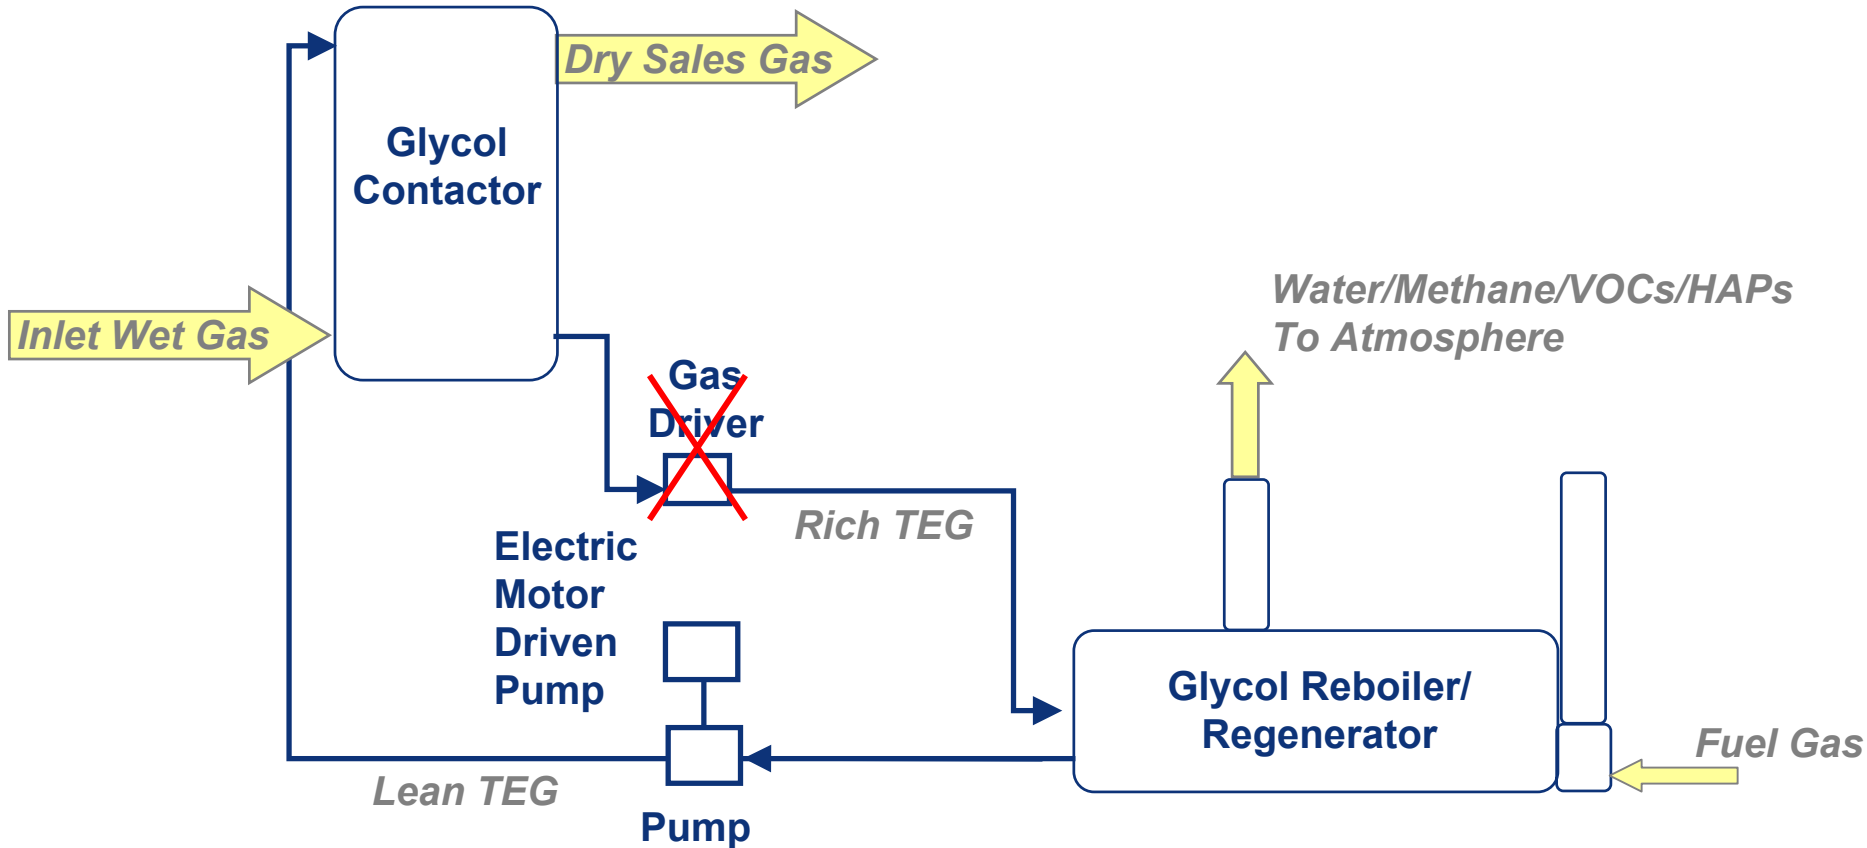 Dry Sales Gas
Glycol
Contactor
Inlet Wet Gas
Water/Methane/VOCs/HAPs
To Atmosphere
Gas
Driver
Rich TEG
Electric
Motor
Driven
Pump
Glycol Reboiler/
Regenerator
Fuel Gas
Lean TEG
Pump